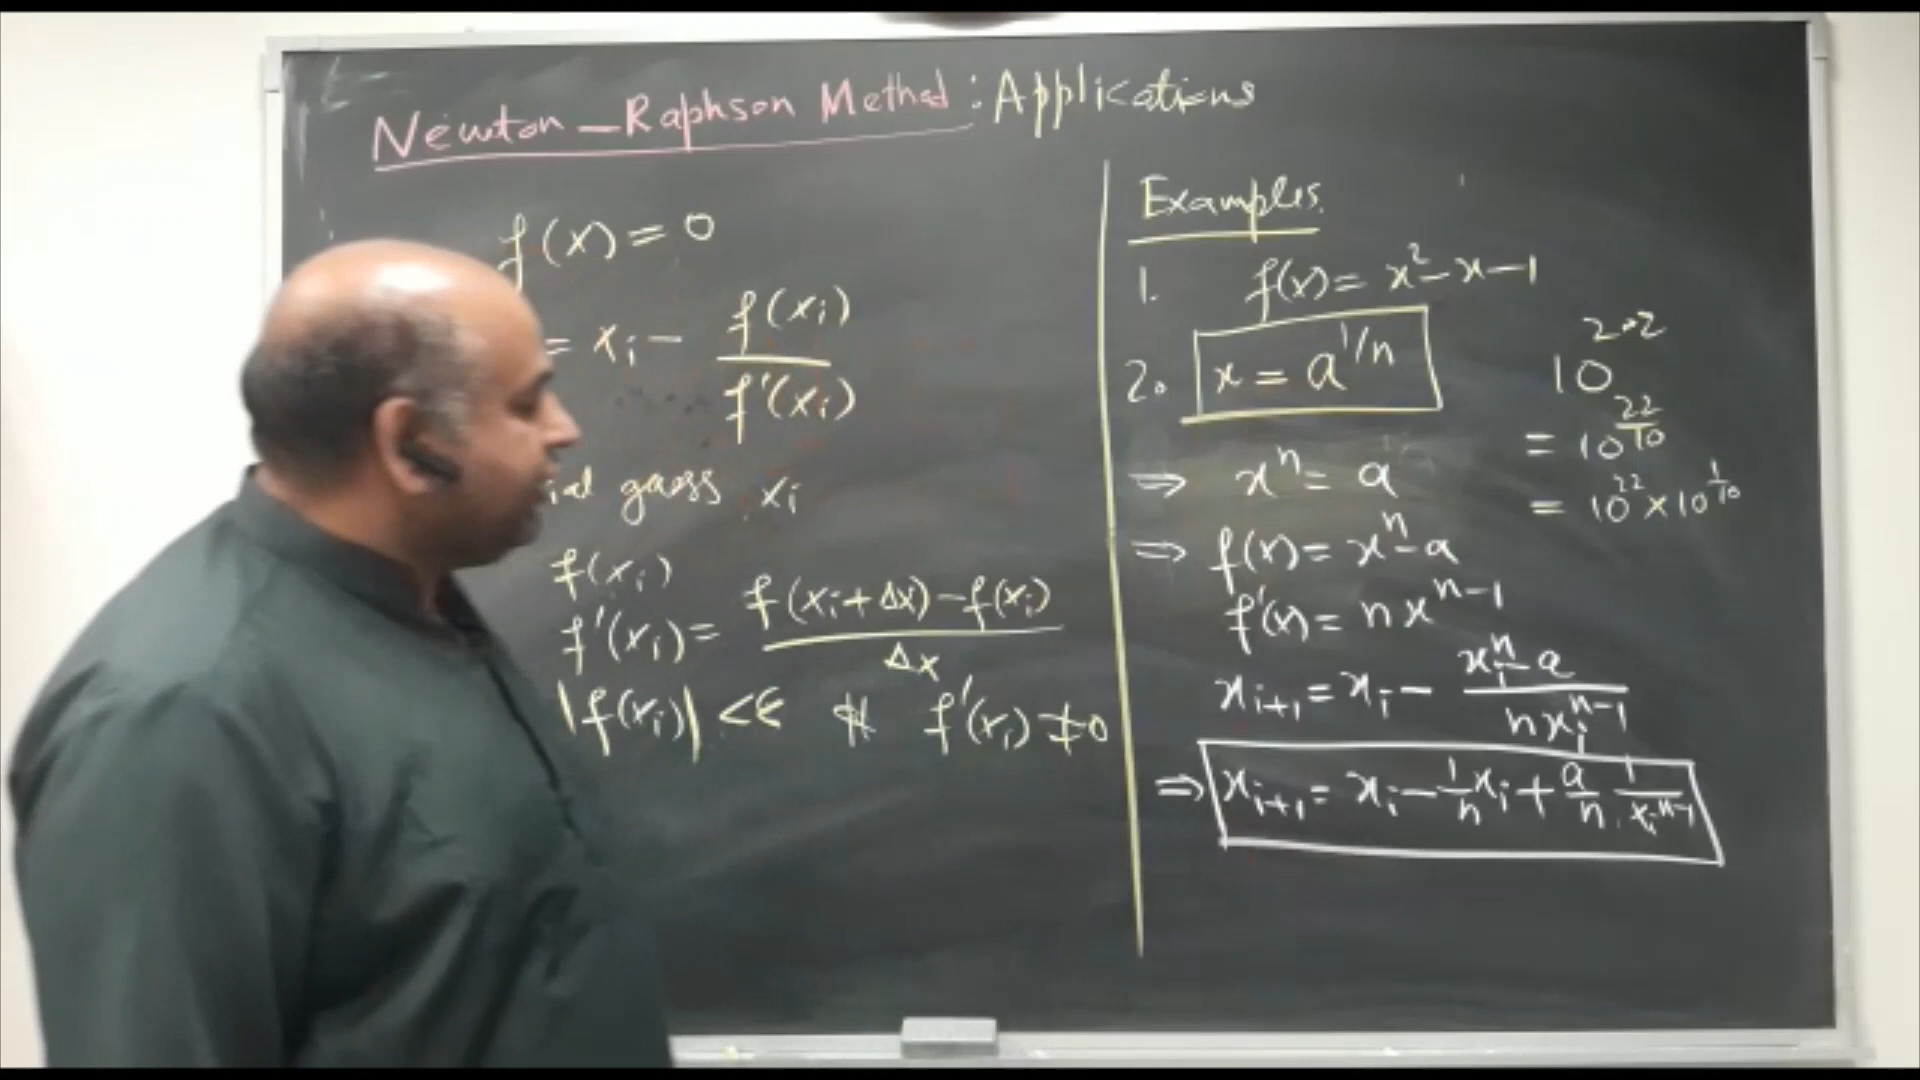 Newton-Raphson Method: Applications
f(x) = 0
= xᵢ − f(xᵢ) / f'(xᵢ)
ial guess xᵢ
f(xᵢ)
f'(xᵢ) = f(xᵢ+Δx) − f(xᵢ) / Δx
|f(xᵢ)| < ε f'(xᵢ) ≠ 0
Examples.
1. f(x) = x² − x − 1
2. x = a^(1/n)
⇒ xⁿ = a
⇒ f(x) = xⁿ − a
f'(x) = n xⁿ⁻¹
xᵢ₊₁ = xᵢ − (xᵢⁿ − a) / (n xᵢⁿ⁻¹)
⇒ xᵢ₊₁ = xᵢ − 1/n xᵢ + a/n · 1/xᵢⁿ⁻¹
10^2.2
= 10^(22/10)
= 10^22 × 10^(1/10)